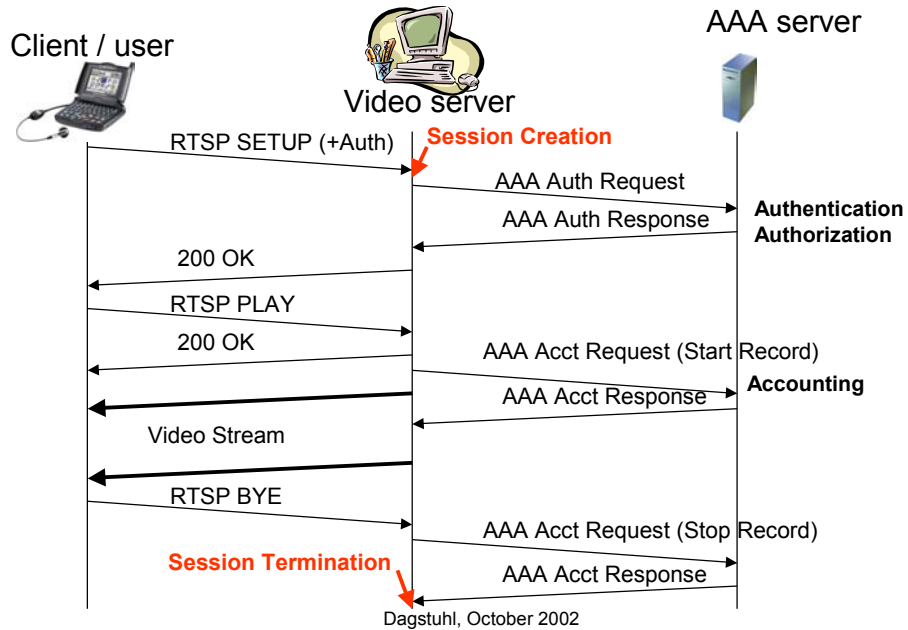 AAA server
Client / user
Video server
RTSP SETUP (+Auth)
Session Creation
AAA Auth Request
AAA Auth Response
Authentication
Authorization
200 OK
RTSP PLAY
200 OK
AAA Acct Request (Start Record)
Accounting
AAA Acct Response
Video Stream
RTSP BYE
AAA Acct Request (Stop Record)
Session Termination
AAA Acct Response
Dagstuhl, October 2002